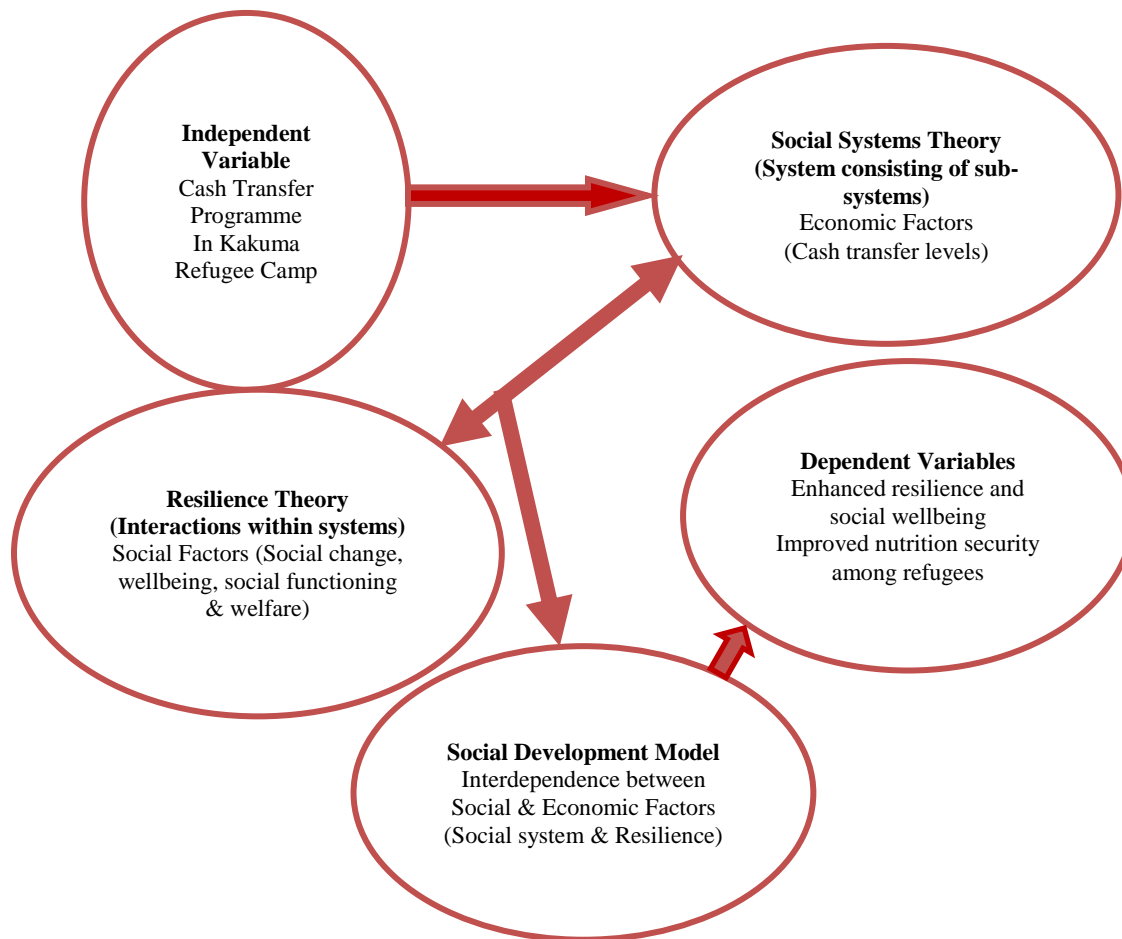 Independent
Variable
Cash Transfer
Programme
In Kakuma
Refugee Camp
Social Systems Theory
(System consisting of sub-
systems)
Economic Factors
(Cash transfer levels)
Resilience Theory
(Interactions within systems)
Social Factors (Social change,
wellbeing, social functioning
& welfare)
Dependent Variables
Enhanced resilience and
social wellbeing
Improved nutrition security
among refugees
Social Development Model
Interdependence between
Social & Economic Factors
(Social system & Resilience)